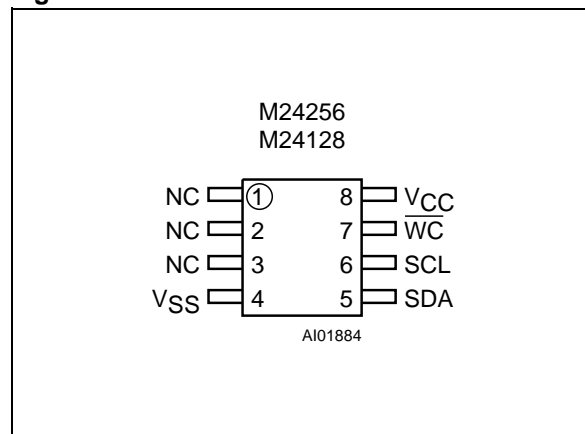 M24256
M24128
NC 1 8 VCC
NC 2 7 WC
NC 3 6 SCL
VSS 4 5 SDA
AI01884